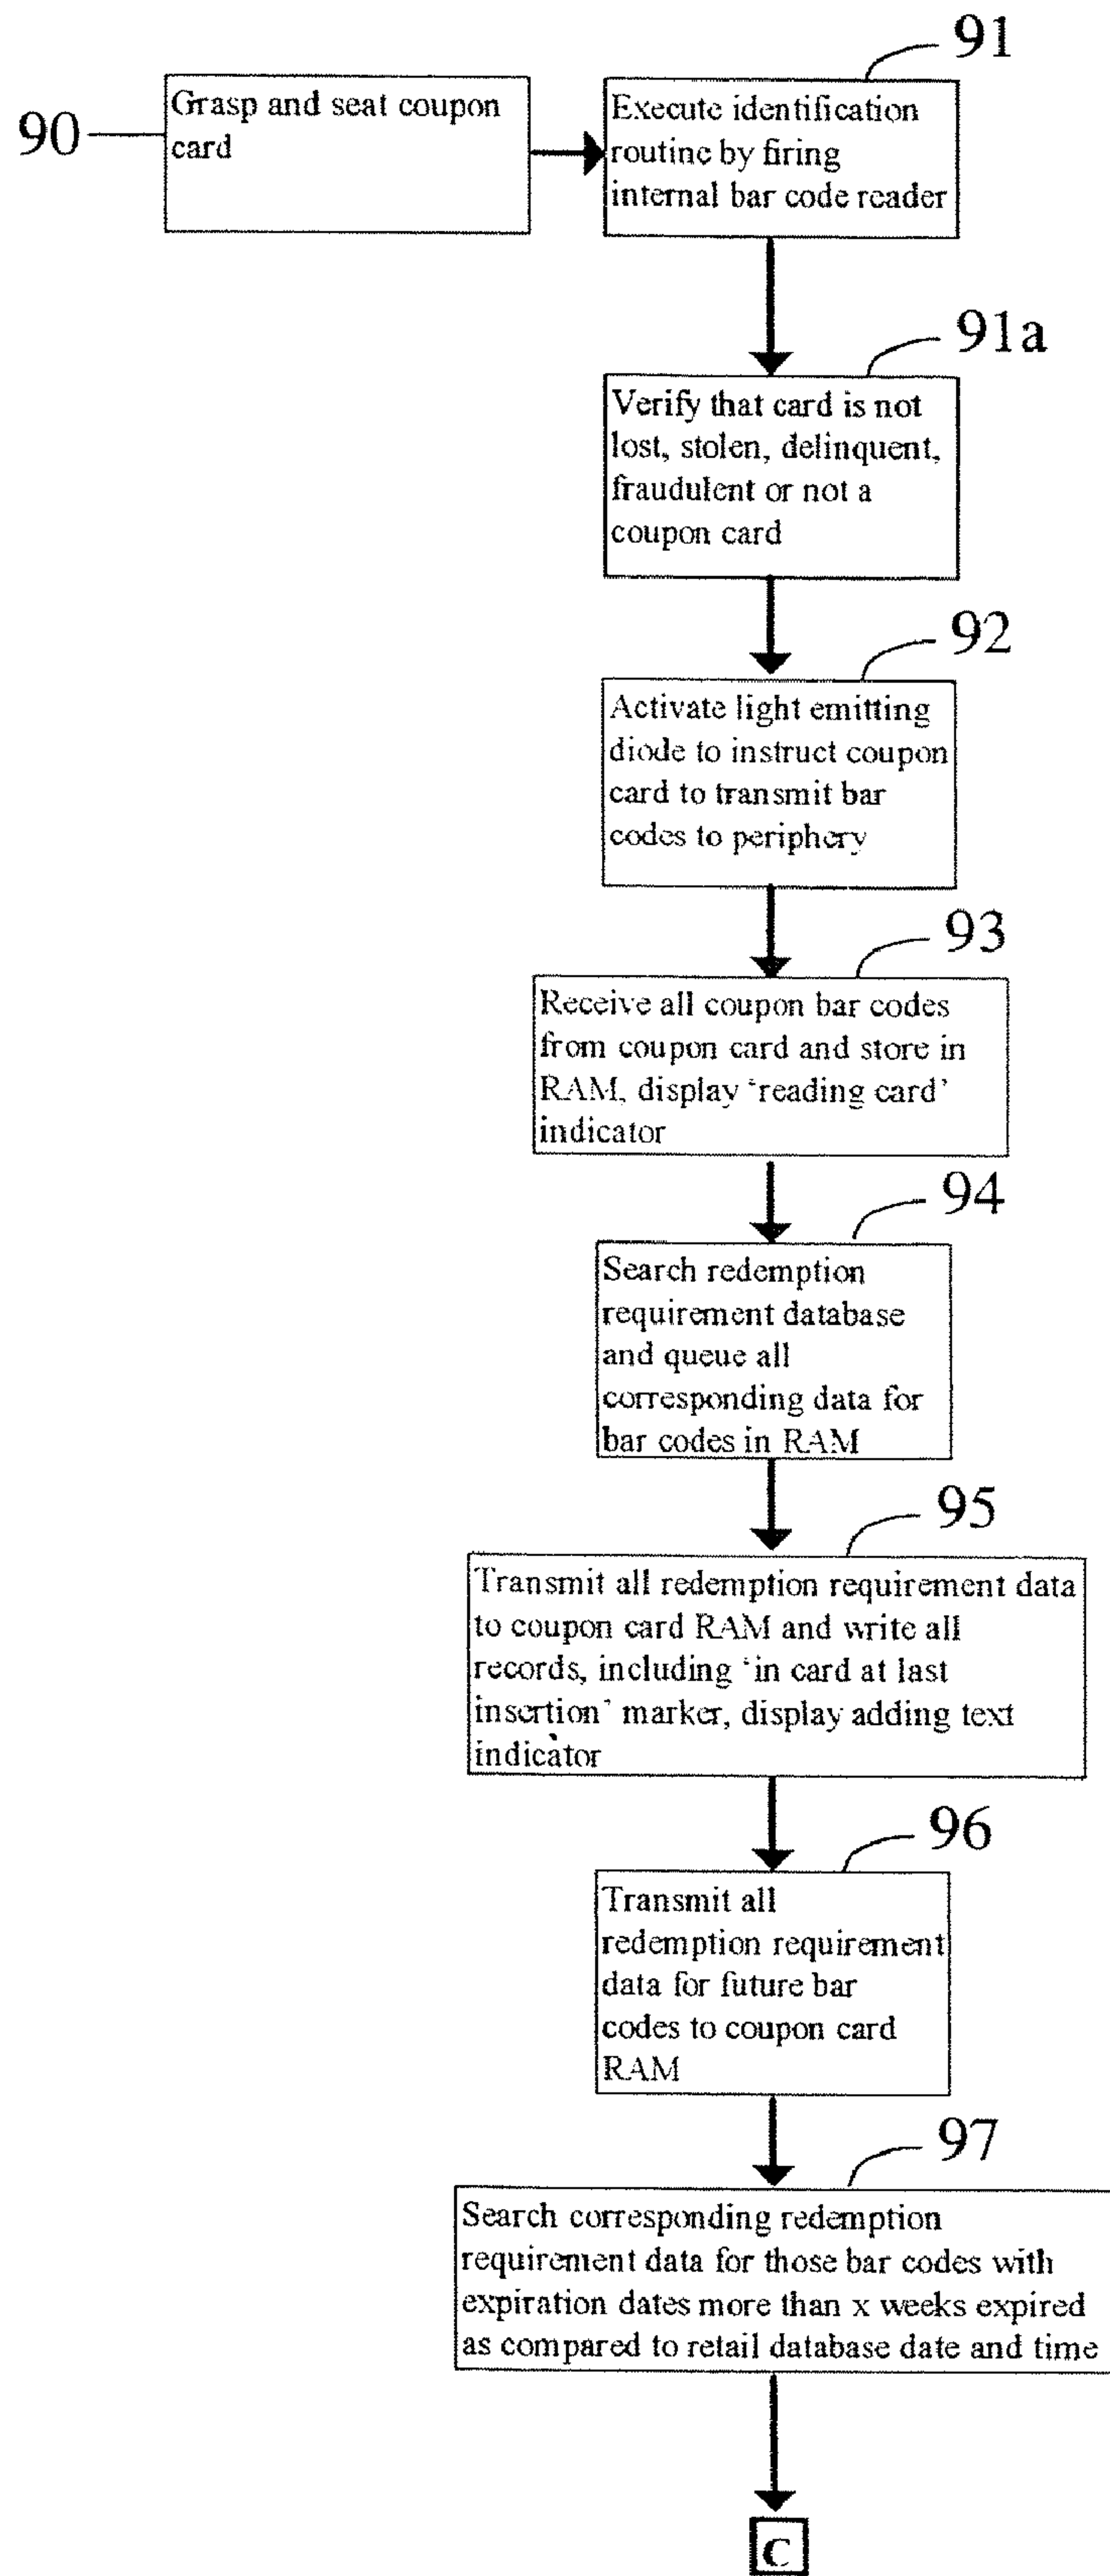 90
Grasp and seat coupon
card
91
Execute identification
routine by firing
internal bar code reader
91a
Verify that card is not
lost, stolen, delinquent,
fraudulent or not a
coupon card
92
Activate light emitting
diode to instruct coupon
card to transmit bar
codes to periphery
93
Receive all coupon bar codes
from coupon card and store in
RAM, display ‘reading card’
indicator
94
Search redemption
requirement database
and queue all
corresponding data for
bar codes in RAM
95
Transmit all redemption requirement data
to coupon card RAM and write all
records, including ‘in card at last
insertion’ marker, display adding text
indicator
96
Transmit all
redemption requirement
data for future bar
codes to coupon card
RAM
97
Search corresponding redemption
requirement data for those bar codes with
expiration dates more than x weeks expired
as compared to retail database date and time
C